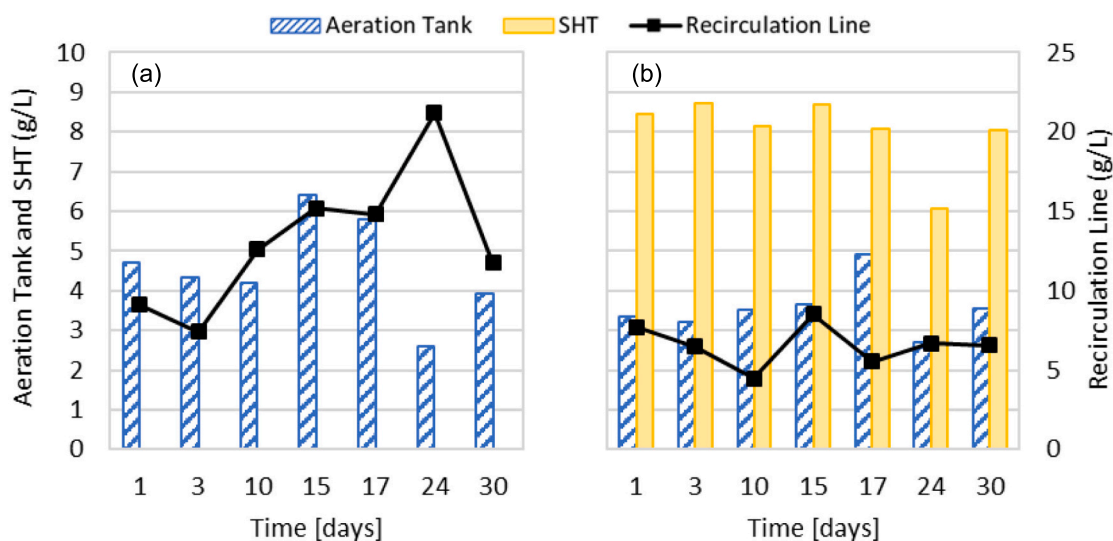 Aeration Tank SHT Recirculation Line
(a) (b)
Aeration Tank and SHT (g/L)
10
9
8
7
6
5
4
3
2
1
0
1 3 10 15 17 24 30
Time [days]
1 3 10 15 17 24 30
Time [days]
25
20
15
10
5
0
Recirculation Line (g/L)